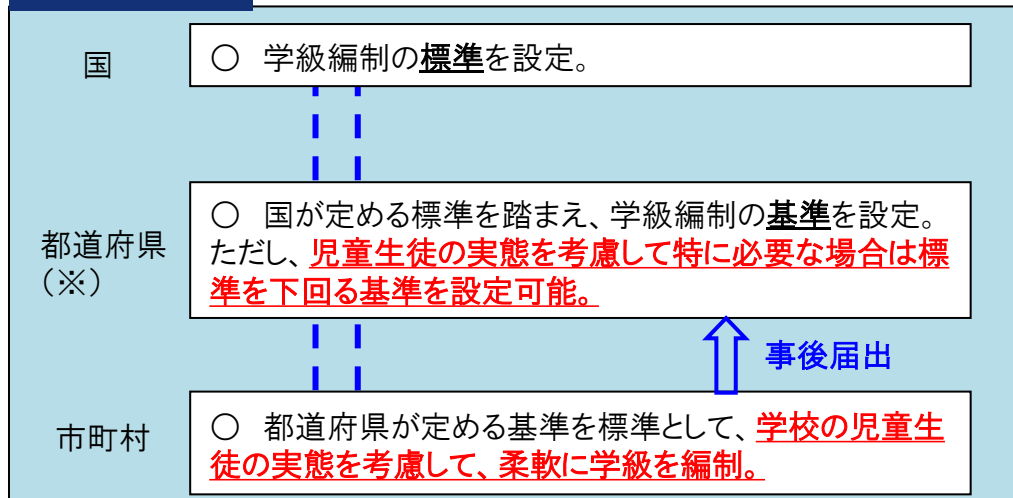 国
○　学級編制の標準を設定。
都道府県
（※）
○　国が定める標準を踏まえ、学級編制の基準を設定。
ただし、児童生徒の実態を考慮して特に必要な場合は標
準を下回る基準を設定可能。
事後届出
市町村
○　都道府県が定める基準を標準として、学校の児童生
徒の実態を考慮して、柔軟に学級を編制。